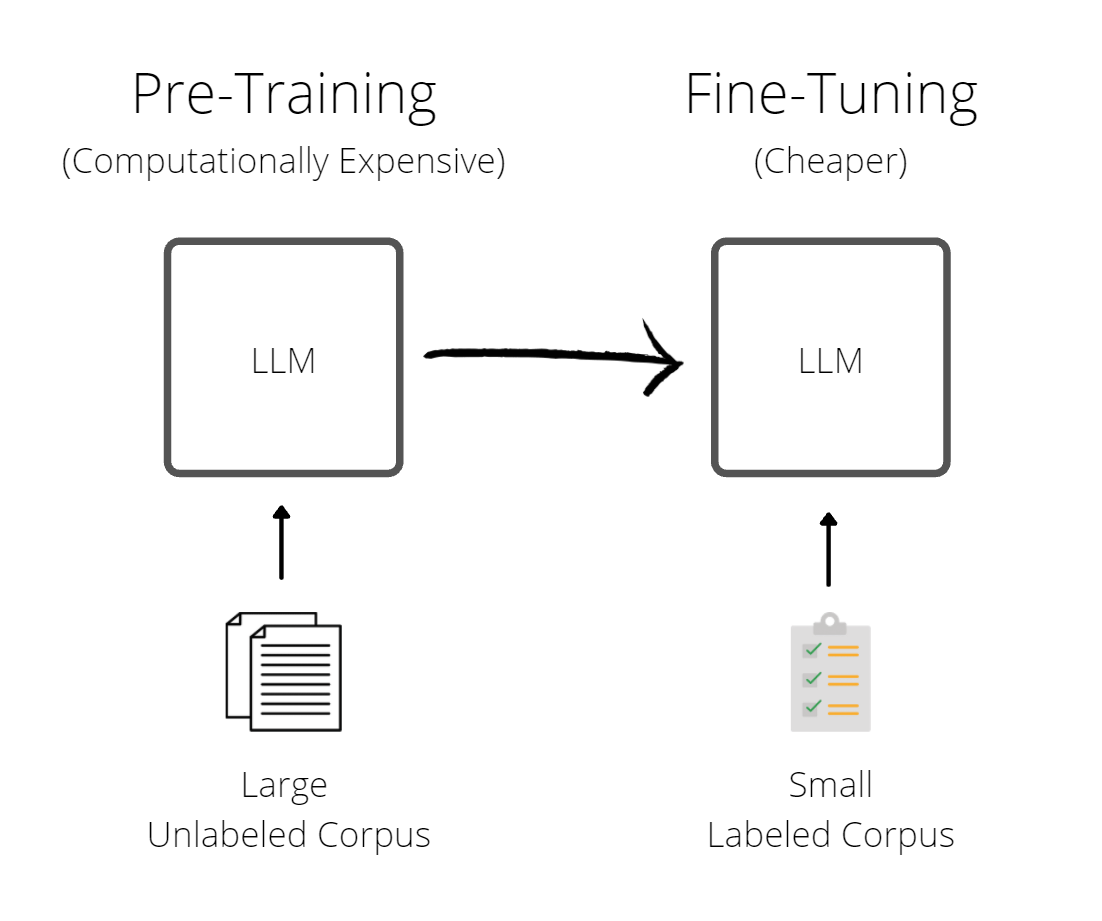 Pre-Training
(Computationally Expensive)
LLM
Large
Unlabeled Corpus
Fine-Tuning
(Cheaper)
LLM
Small
Labeled Corpus